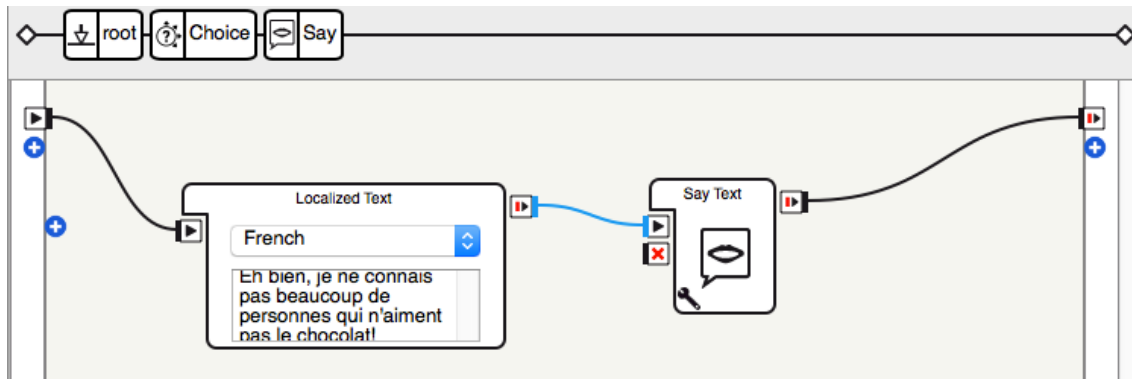 root Choice Say
Localized Text
French
Eh bien, je ne connais
pas beaucoup de
personnes qui n'aiment
pas le chocolat!
Say Text